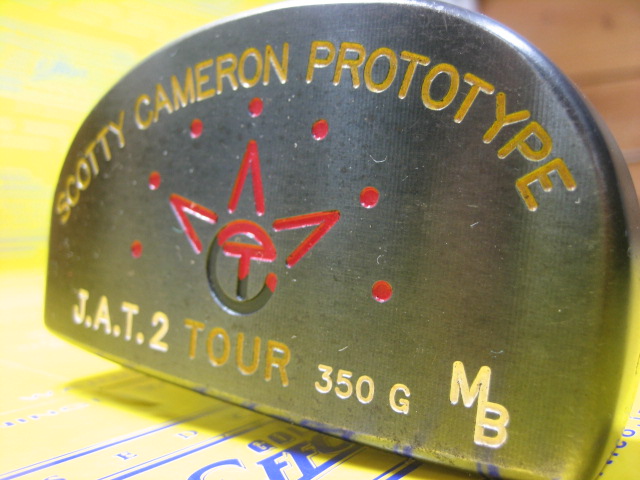 SCOTTY CAMERON PROTOTYPE
J.A.T.2 TOUR 350 G MB